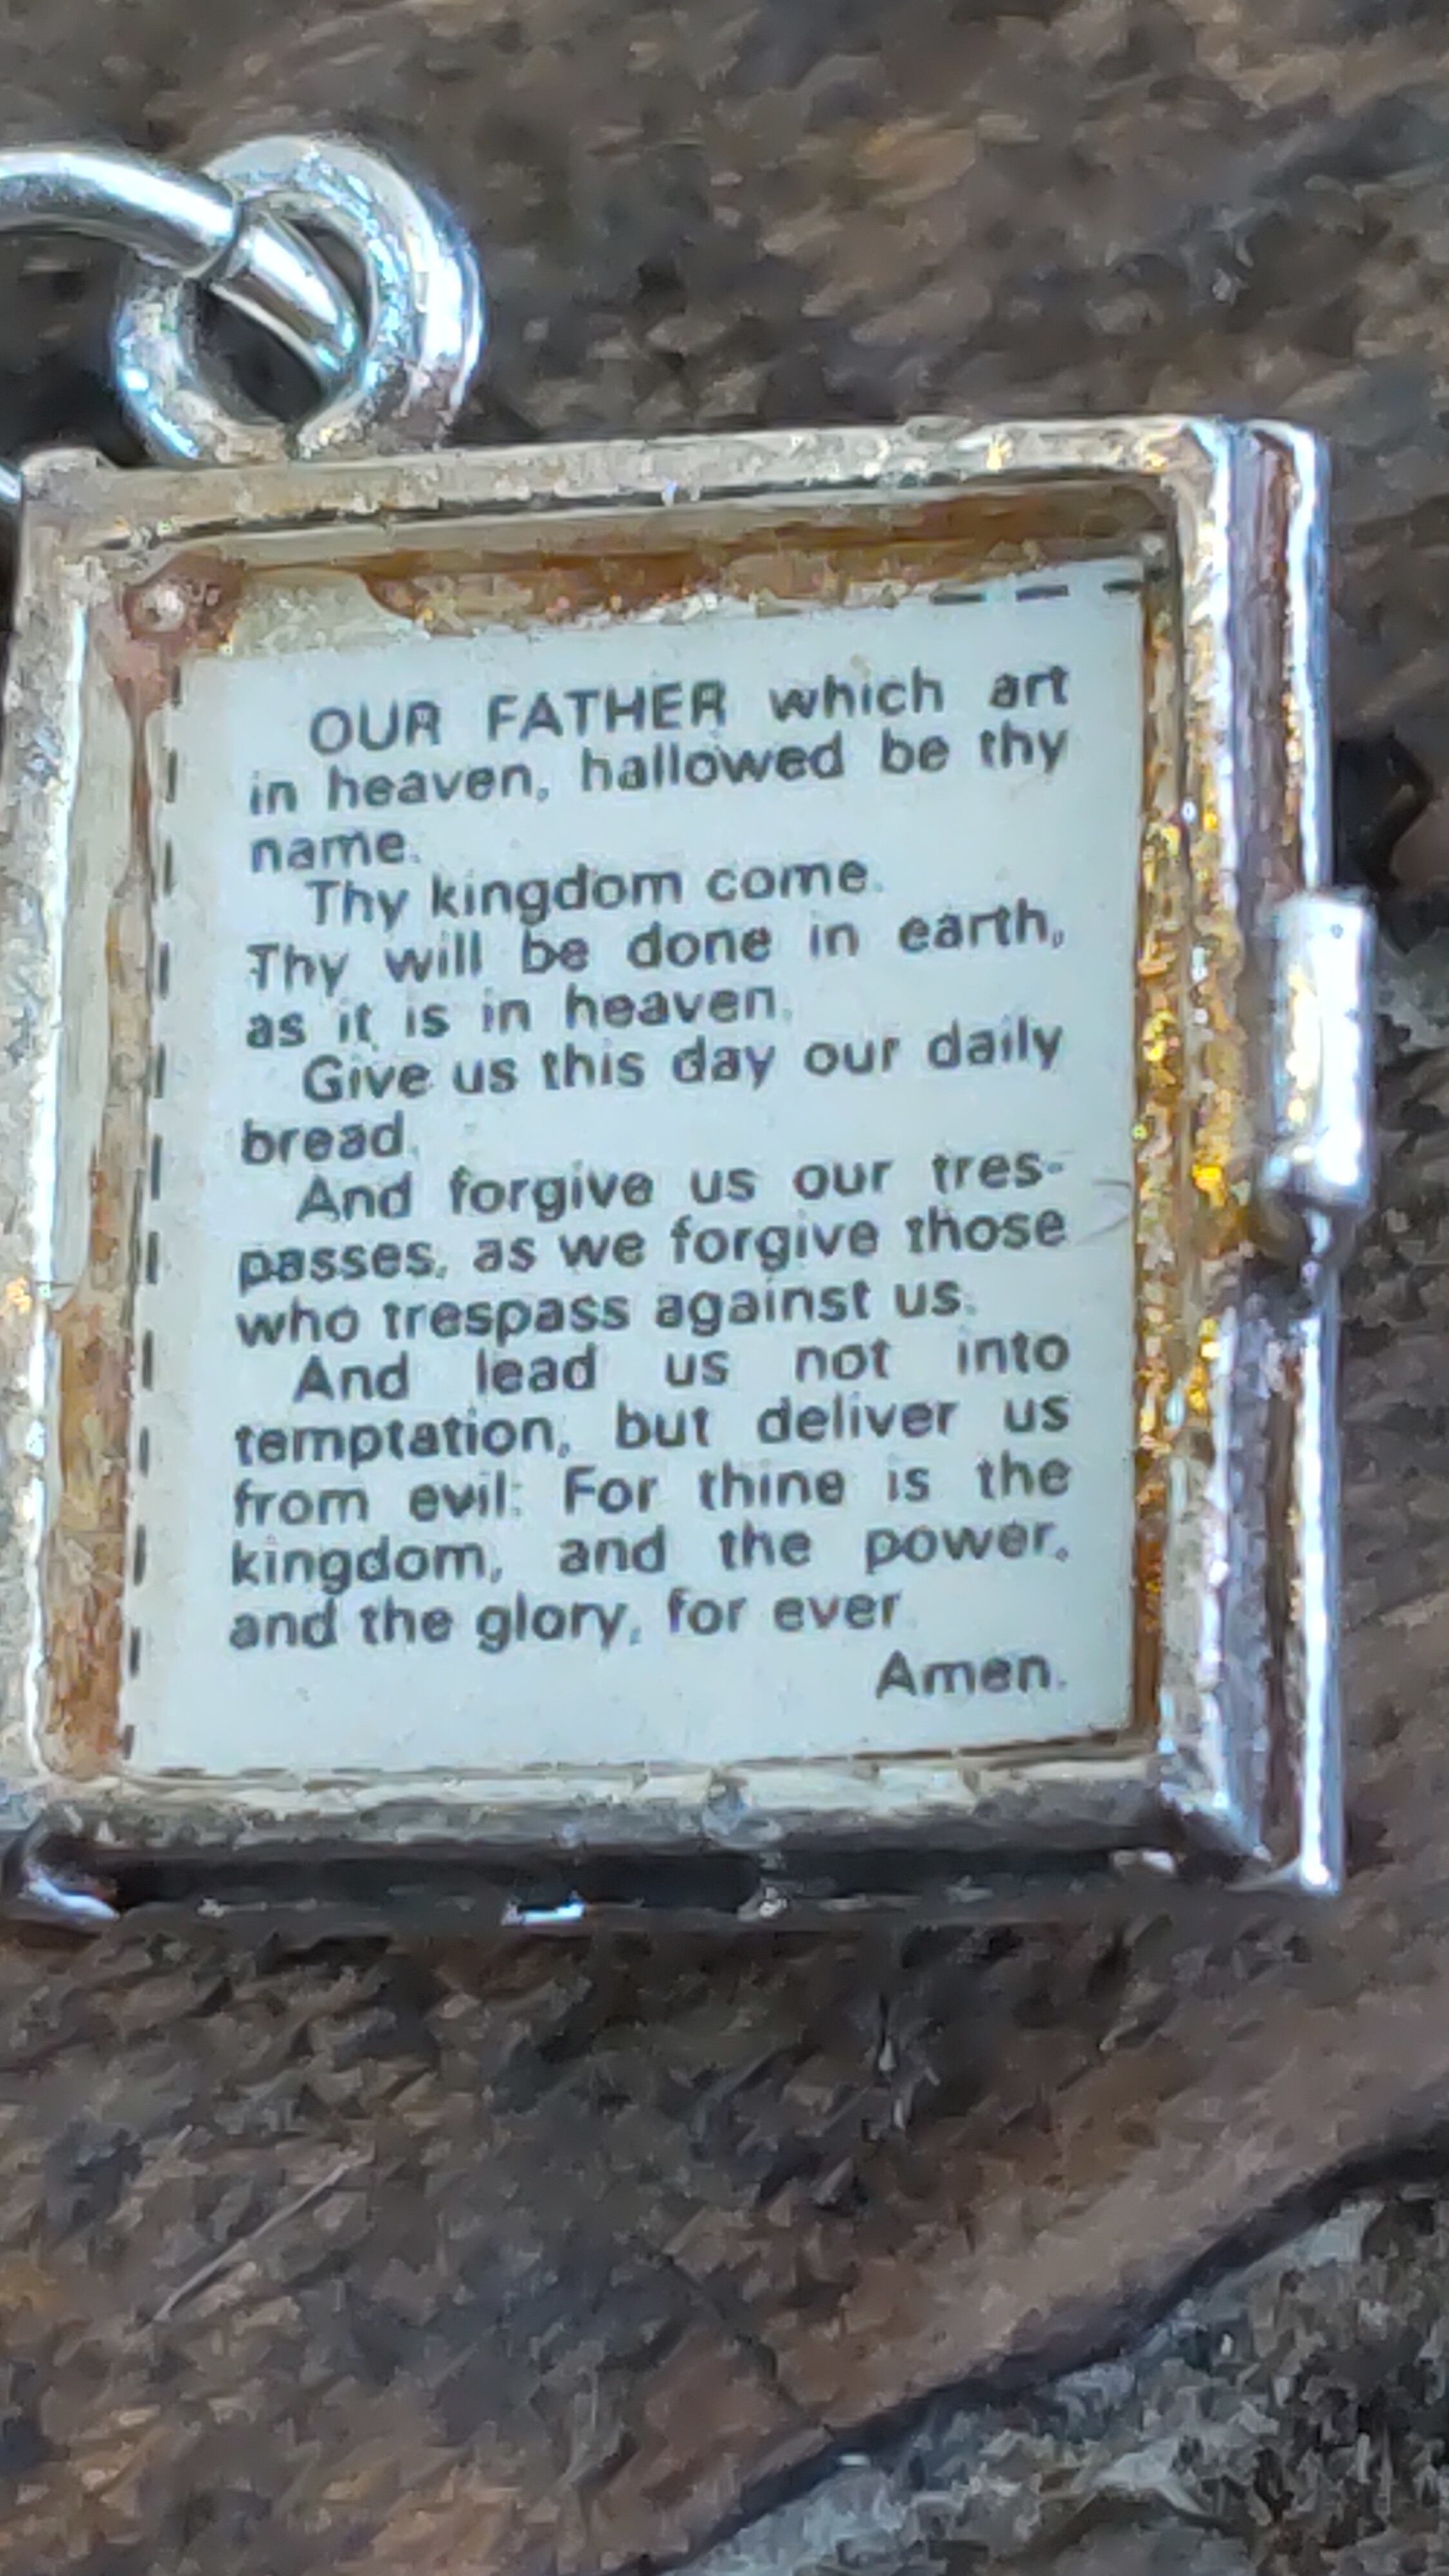 OUR FATHER which art
in heaven, hallowed be thy
name.
Thy kingdom come.
Thy will be done in earth,
as it is in heaven.
Give us this day our daily
bread.
And forgive us our tres-
passes, as we forgive those
who trespass against us.
And lead us not into
temptation, but deliver us
from evil: For thine is the
kingdom, and the power,
and the glory, for ever
Amen.